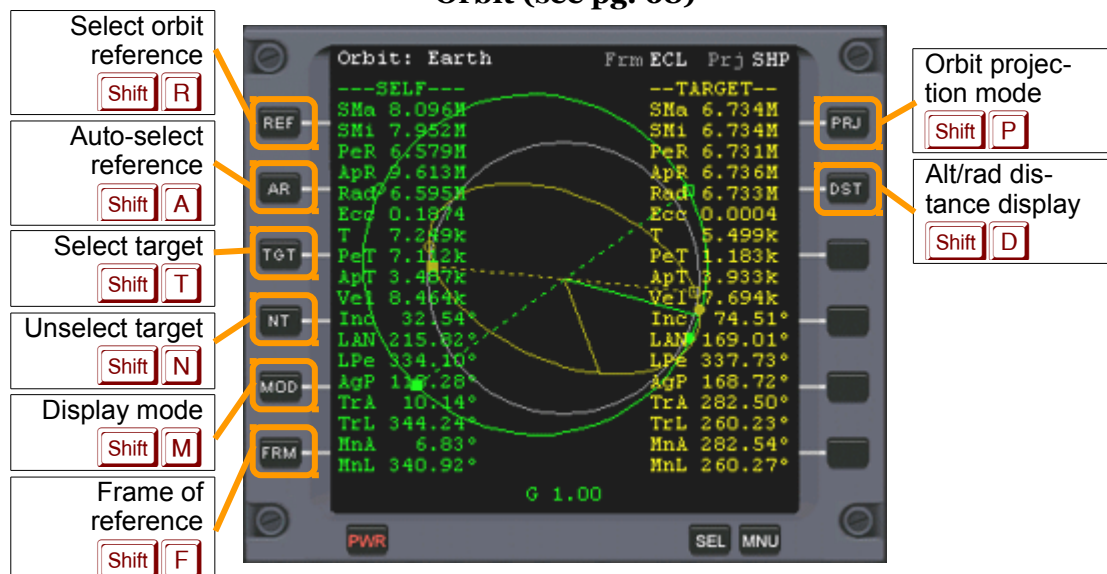 Orbit (see pg. 68)
Select orbit
reference
Shift R
Auto-select
reference
Shift A
Select target
Shift T
Unselect target
Shift N
Display mode
Shift M
Frame of
reference
Shift F
REF
AR
TGT
NT
MOD
FRM
Orbit: Earth Frm ECL Prj SHP
---SELF---
SMa 8.096M
SMi 7.952M
PeR 6.579M
ApR 9.613M
Rad 6.595M
Ecc 0.1874
T 7.249k
PeT 7.112k
ApT 3.487k
Vel 8.464k
Inc 32.54°
LAN 215.82°
LPe 334.10°
AgP 118.28°
TrA 10.14°
TrL 344.24°
MnA 6.83°
MnL 340.92°
--TARGET--
SMa 6.734M
SMi 6.734M
PeR 6.731M
ApR 6.736M
Rad 6.733M
Ecc 0.0004
T 5.499k
PeT 1.183k
ApT 3.933k
Vel 7.694k
Inc 74.51°
LAN 169.01°
LPe 337.73°
AgP 168.72°
TrA 282.50°
TrL 260.23°
MnA 282.54°
MnL 260.27°
G 1.00
PWR
SEL MNU
PRJ
DST
Orbit projec-
tion mode
Shift P
Alt/rad dis-
tance display
Shift D